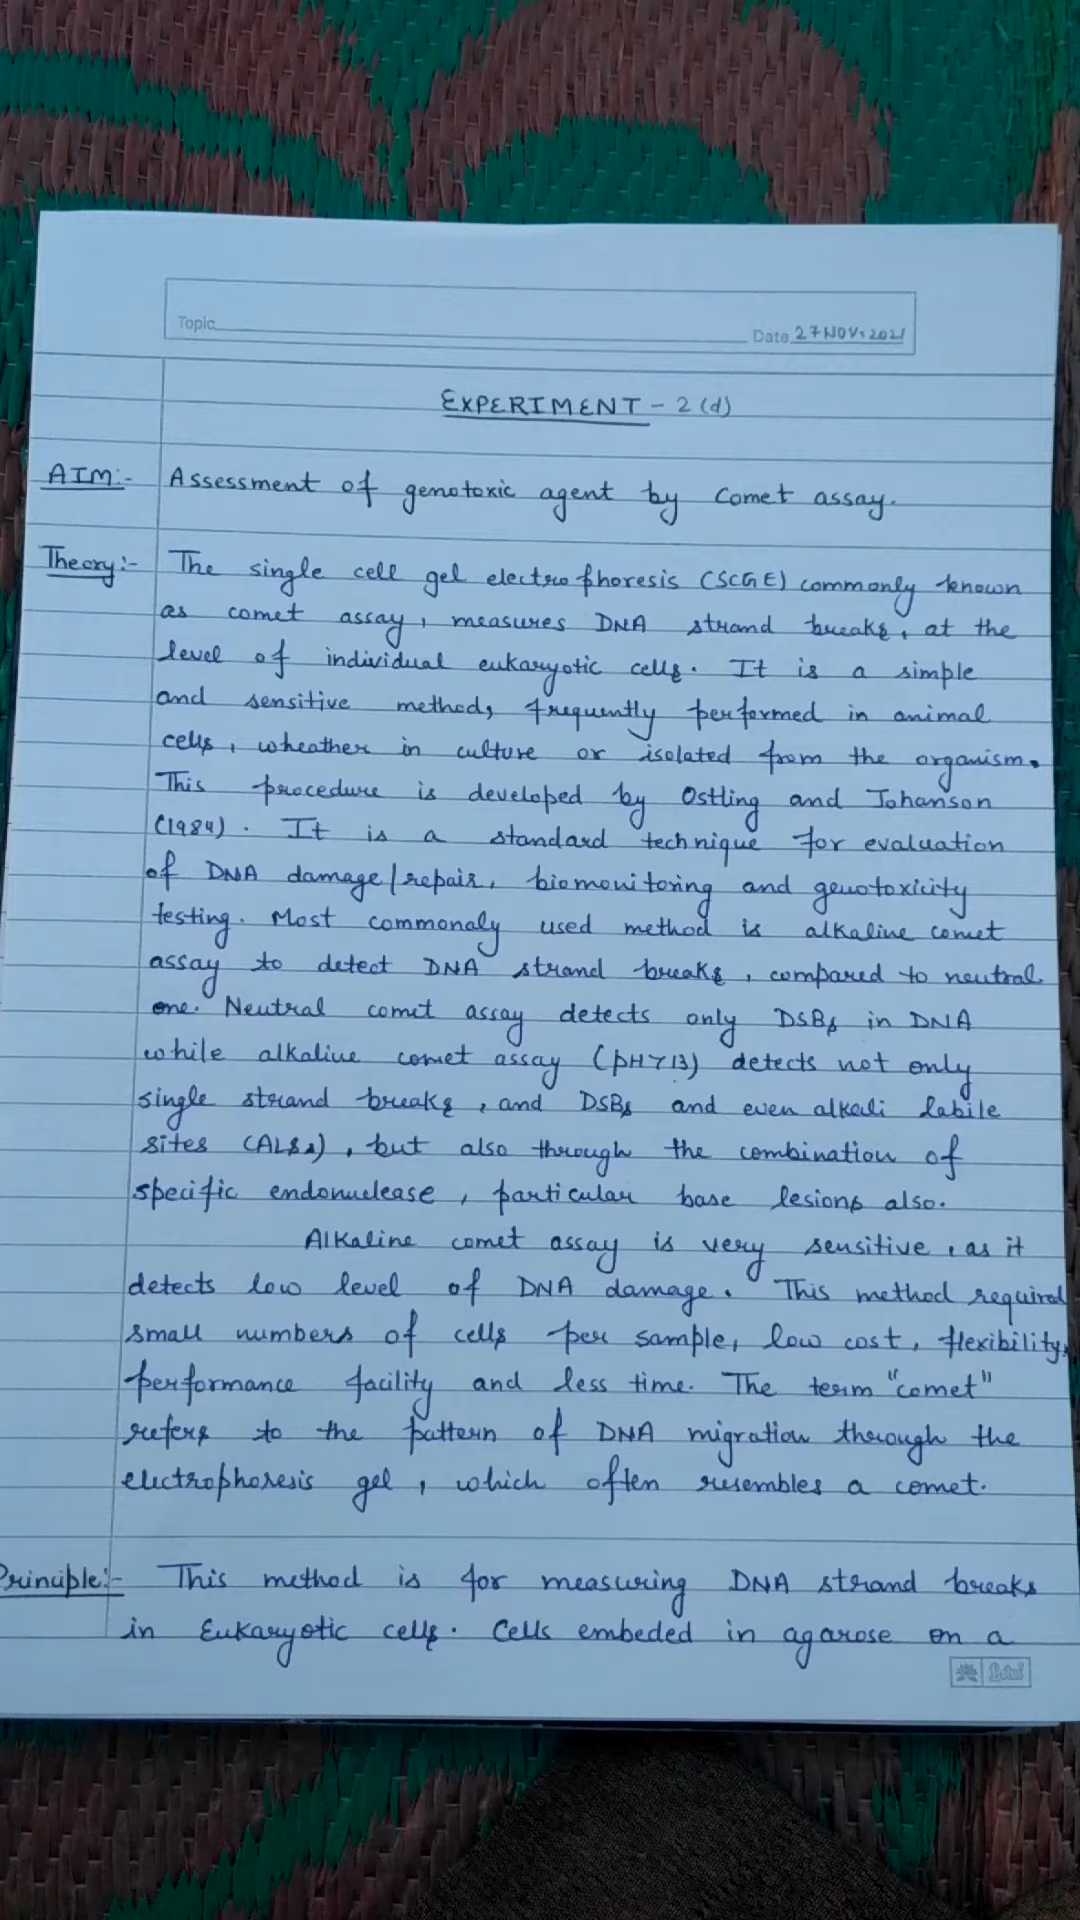 Topic
Date 27 NOV. 2021
EXPERIMENT - 2 (d)
AIM:- Assessment of genotoxic agent by Comet assay.
Theory:- The single cell gel electrophoresis (SCGE) commonly known
as comet assay, measures DNA strand breaks, at the
level of individual eukaryotic cells. It is a simple
and sensitive method, frequently performed in animal
cells, wheather in culture or isolated from the organism.
This procedure is developed by Ostling and Johanson
(1984). It is a standard technique for evaluation
of DNA damage/repair, biomonitoring and genotoxicity
testing. Most commonaly used method is alkaline comet
assay to detect DNA strand breaks, compared to neutral
one. Neutral comet assay detects only DSBs in DNA
while alkaline comet assay (pH>13) detects not only
single strand breaks, and DSBs and even alkali labile
sites (ALSs), but also through the combination of
specific endonuclease, particular base lesions also.
Alkaline comet assay is very sensitive, as it
detects low level of DNA damage. This method required
small numbers of cells per sample, low cost, flexibility,
performance facility and less time. The term "comet"
refers to the pattern of DNA migration through the
electrophoresis gel, which often resembles a comet.
Principle:- This method is for measuring DNA strand breaks
in Eukaryotic cells. Cells embeded in agarose on a